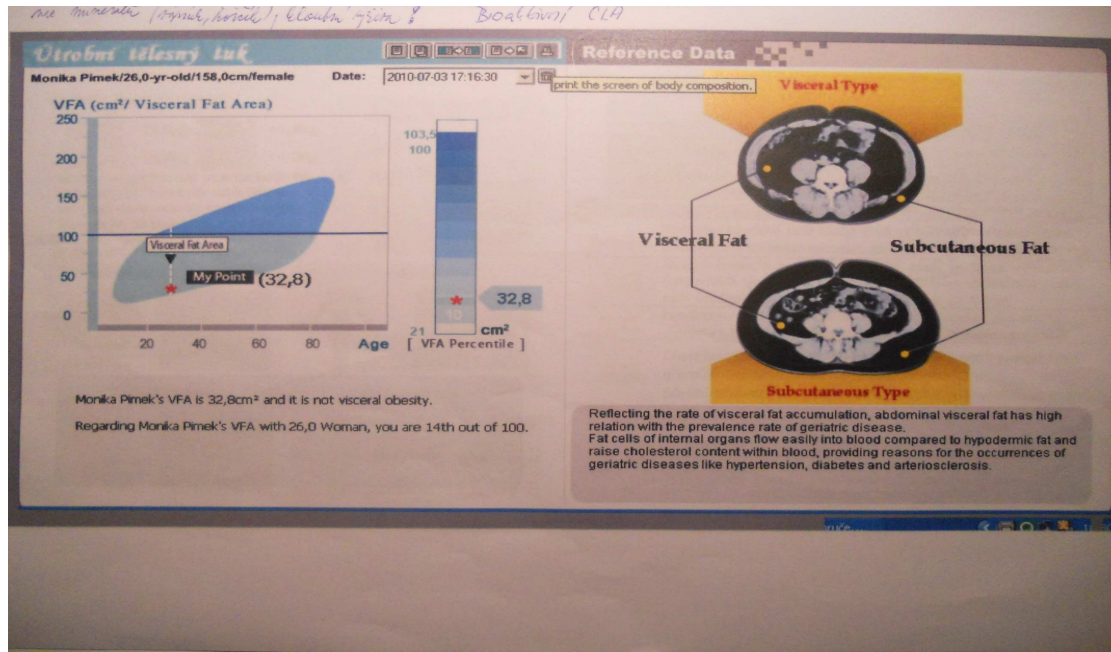 více minerálů (zinek, hořčík), kloubní výživa! Bioaktivní CLA
Útrobní tělesný tuk
Reference Data
Monika Pimek/26,0-yr-old/158,0cm/female Date: 2010-07-03 17:16:30
print the screen of body composition.
VFA (cm²/ Visceral Fat Area)
250
200
150
100
50
0
20 40 60 80 Age
Visceral Fat Area
My Point (32,8)
103,5
100
32,8
10
21 cm²
[ VFA Percentile ]
Monika Pimek's VFA is 32,8cm² and it is not visceral obesity.
Regarding Monika Pimek's VFA with 26,0 Woman, you are 14th out of 100.
Visceral Type
Visceral Fat
Subcutaneous Fat
Subcutaneous Type
Reflecting the rate of visceral fat accumulation, abdominal visceral fat has high
relation with the prevalence rate of geriatric disease.
Fat cells of internal organs flow easily into blood compared to hypodermic fat and
raise cholesterol content within blood, providing reasons for the occurrences of
geriatric diseases like hypertension, diabetes and arteriosclerosis.